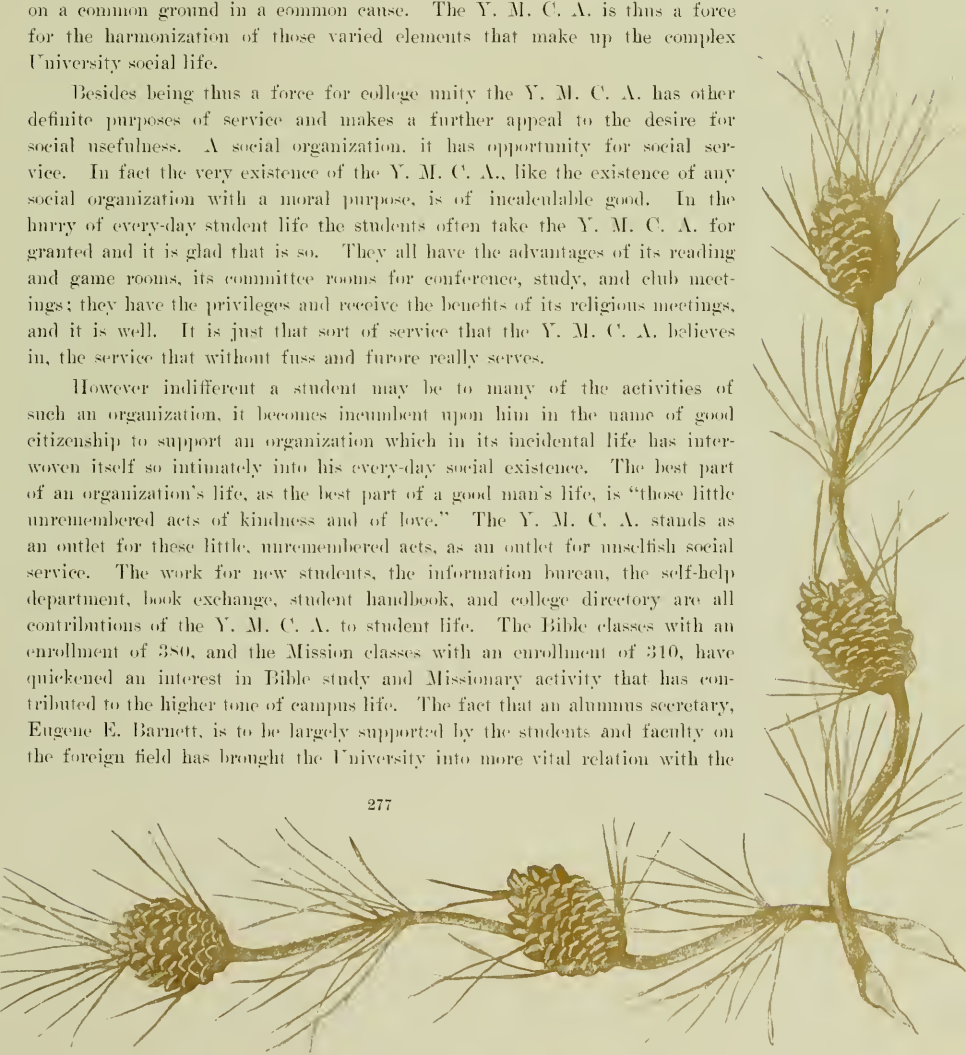 on a common ground in a common cause. The Y. M. C. A. is thus a force
for the harmonization of those varied elements that make up the complex
University social life.
Besides being thus a force for college unity the Y. M. C. A. has other
definite purposes of service and makes a further appeal to the desire for
social usefulness. A social organization, it has opportunity for social ser-
vice. In fact the very existence of the Y. M. C. A., like the existence of any
social organization with a moral purpose, is of incalculable good. In the
hurry of every-day student life the students often take the Y. M. C. A. for
granted and it is glad that is so. They all have the advantages of its reading
and game rooms, its committee rooms for conference, study, and club meet-
ings; they have the privileges and receive the benefits of its religious meetings,
and it is well. It is just that sort of service that the Y. M. C. A. believes
in, the service that without fuss and furore really serves.
However indifferent a student may be to many of the activities of
such an organization, it becomes incumbent upon him in the name of good
citizenship to support an organization which in its incidental life has inter-
woven itself so intimately into his every-day social existence. The best part
of an organization's life, as the best part of a good man's life, is "those little
unremembered acts of kindness and of love." The Y. M. C. A. stands as
an outlet for these little, unremembered acts, as an outlet for unselfish social
service. The work for new students, the information bureau, the self-help
department, book exchange, student handbook, and college directory are all
contributions of the Y. M. C. A. to student life. The Bible classes with an
enrollment of 380, and the Mission classes with an enrollment of 310, have
quickened an interest in Bible study and Missionary activity that has con-
tributed to the higher tone of campus life. The fact that an alumnus secretary,
Eugene E. Barnett, is to be largely supported by the students and faculty on
the foreign field has brought the University into more vital relation with the
277